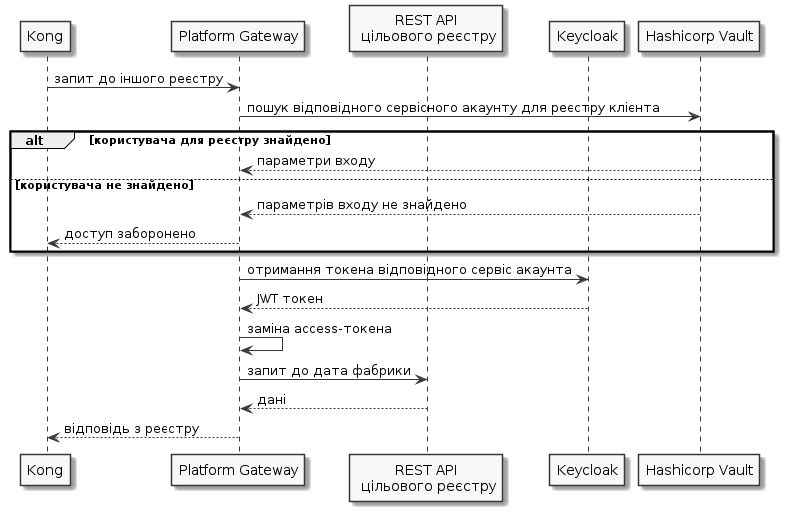 Kong
Platform Gateway
REST API
цільового реєстру
Keycloak
Hashicorp Vault
запит до іншого реєстру
пошук відповідного сервісного акаунту для реєстру клієнта
alt
[користувача для реєстру знайдено]
параметри входу
[користувача не знайдено]
параметрів входу не знайдено
доступ заборонено
отримання токена відповідного сервіс акаунта
JWT токен
заміна access-токена
запит до дата фабрики
дані
відповідь з реєстру
Kong
Platform Gateway
REST API
цільового реєстру
Keycloak
Hashicorp Vault